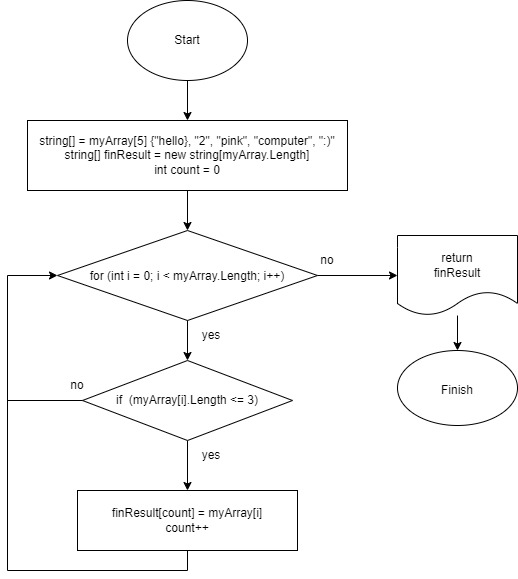 Start
string[] = myArray[5] {"hello}, "2", "pink", "computer", ":)"
string[] finResult = new string[myArray.Length]
int count = 0
for (int i = 0; i < myArray.Length; i++)
no
return
finResult
yes
Finish
no
if (myArray[i].Length <= 3)
yes
finResult[count] = myArray[i]
count++